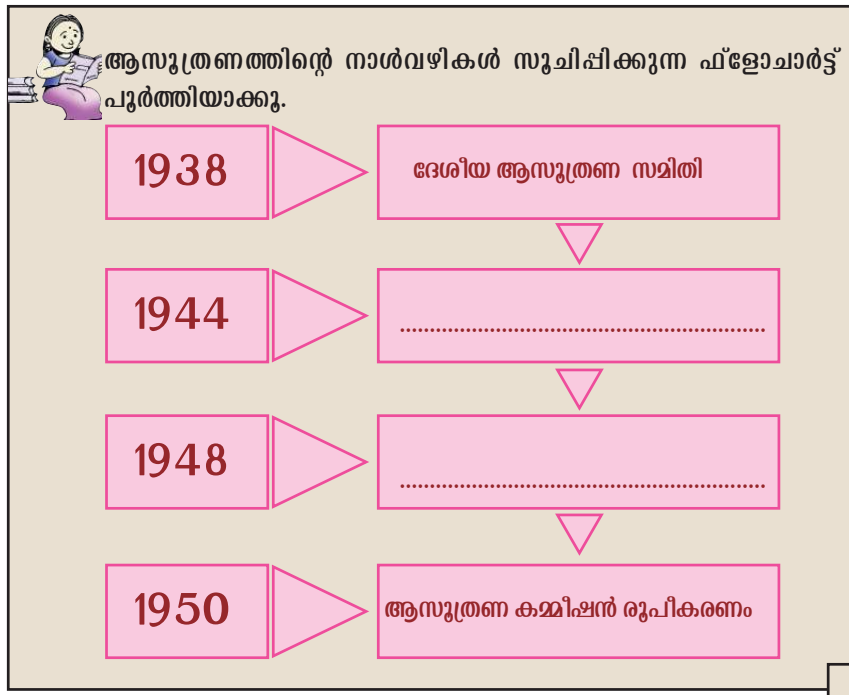 ആസൂത്രണത്തിന്റെ നാൾവഴികൾ സൂചിപ്പിക്കുന്ന ഫ്ളോചാർട്ട്
പൂർത്തിയാക്കൂ.
1938
ദേശീയ ആസൂത്രണ സമിതി
1944
..............................................................
1948
..............................................................
1950
ആസൂത്രണ കമ്മീഷൻ രൂപീകരണം